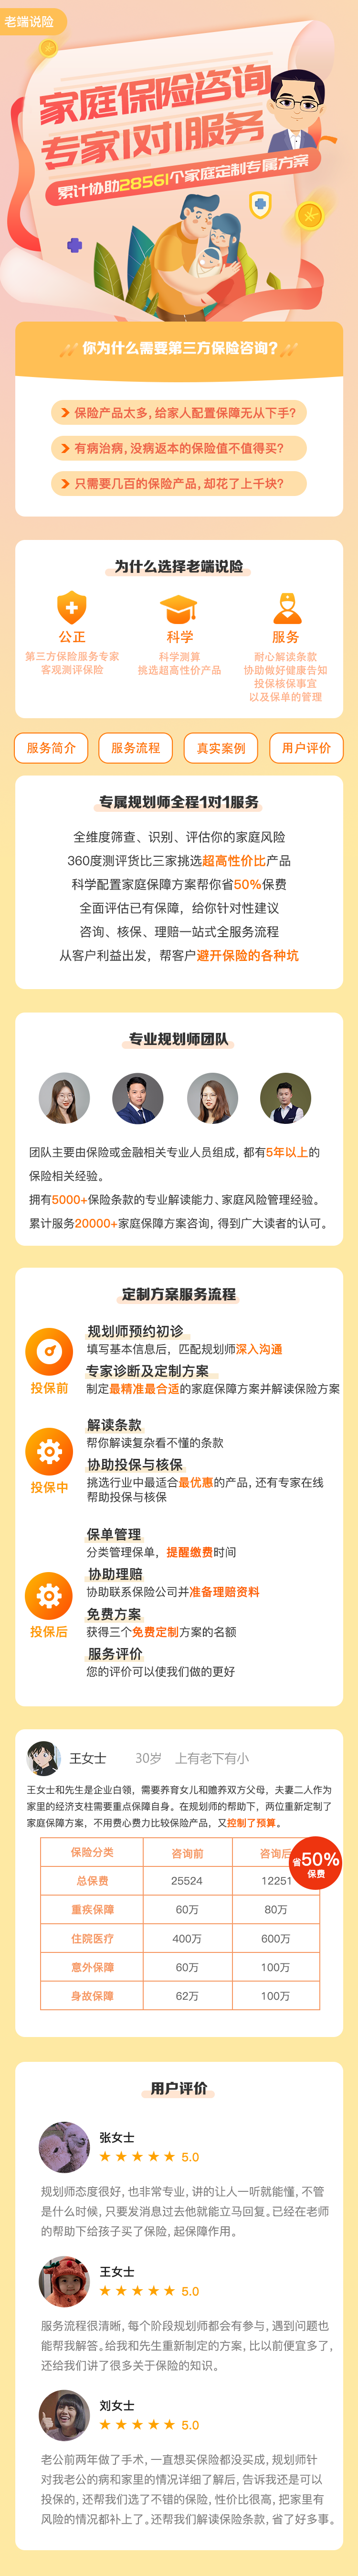 老端说险
家庭保险咨询
专家1对1服务
累计协助28561个家庭定制专属方案
你为什么需要第三方保险咨询?
保险产品太多,给家人配置保障无从下手?
有病治病,没病返本的保险值不值得买?
只需要几百的保险产品,却花了上千块?
为什么选择老端说险
公正
第三方保险服务专家
客观测评保险
科学
科学测算
挑选超高性价产品
服务
耐心解读条款
协助做好健康告知
投保核保事宜
以及保单的管理
服务简介
服务流程
真实案例
用户评价
专属规划师全程1对1服务
全维度筛查、识别、评估你的家庭风险
360度测评货比三家挑选超高性价比产品
科学配置家庭保障方案帮你省50%保费
全面评估已有保障，给你针对性建议
咨询、核保、理赔一站式全服务流程
从客户利益出发，帮客户避开保险的各种坑
专业规划师团队
团队主要由保险或金融相关专业人员组成,都有5年以上的
保险相关经验。
拥有5000+保险条款的专业解读能力、家庭风险管理经验。
累计服务20000+家庭保障方案咨询,得到广大读者的认可。
定制方案服务流程
投保前
规划师预约初诊
填写基本信息后，匹配规划师深入沟通
专家诊断及定制方案
制定最精准最合适的家庭保障方案并解读保险方案
投保中
解读条款
帮你解读复杂看不懂的条款
协助投保与核保
挑选行业中最适合最优惠的产品,还有专家在线
帮助投保与核保
投保后
保单管理
分类管理保单，提醒缴费时间
协助理赔
协助联系保险公司并准备理赔资料
免费方案
获得三个免费定制方案的名额
服务评价
您的评价可以使我们做的更好
王女士 30岁 上有老下有小
王女士和先生是企业白领，需要养育女儿和赡养双方父母，夫妻二人作为
家里的经济支柱需要重点保障自身。在规划师的帮助下，两位重新定制了
家庭保障方案，不用费心费力比较保险产品，又控制了预算。
省50%
保费
保险分类 咨询前 咨询后
总保费 25524 12251
重疾保障 60万 80万
住院医疗 400万 600万
意外保障 60万 100万
身故保障 62万 100万
用户评价
张女士
★ ★ ★ ★ ★ 5.0
规划师态度很好,也非常专业,讲的让人一听就能懂,不管
是什么时候,只要发消息过去他就能立马回复。已经在老师
的帮助下给孩子买了保险,起保障作用。
王女士
★ ★ ★ ★ ★ 5.0
服务流程很清晰,每个阶段规划师都会有参与,遇到问题也
能帮我解答。给我和先生重新制定的方案,比以前便宜多了,
还给我们讲了很多关于保险的知识。
刘女士
★ ★ ★ ★ ★ 5.0
老公前两年做了手术,一直想买保险都没买成,规划师针
对我老公的病和家里的情况详细了解后,告诉我还是可以
投保的,还帮我们选了不错的保险,性价比很高,把家里有
风险的情况都补上了。还帮我们解读保险条款,省了好多事。